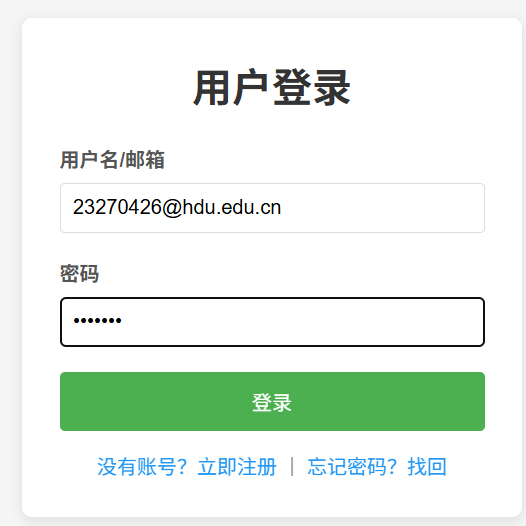 用户登录
用户名/邮箱
23270426@hdu.edu.cn
密码
•••••••
登录
没有账号？立即注册 | 忘记密码？找回